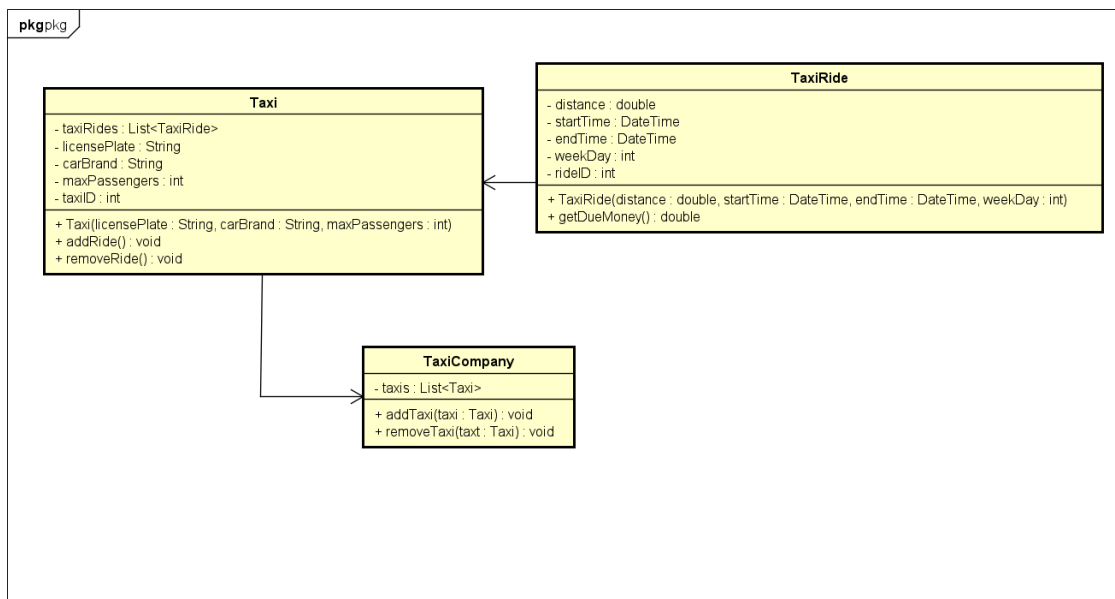 pkg pkg
Taxi
- taxiRides : List<TaxiRide>
- licensePlate : String
- carBrand : String
- maxPassengers : int
- taxiID : int
+ Taxi(licensePlate : String, carBrand : String, maxPassengers : int)
+ addRide() : void
+ removeRide() : void
TaxiRide
- distance : double
- startTime : DateTime
- endTime : DateTime
- weekDay : int
- rideID : int
+ TaxiRide(distance : double, startTime : DateTime, endTime : DateTime, weekDay : int)
+ getDueMoney() : double
TaxiCompany
- taxis : List<Taxi>
+ addTaxi(taxi : Taxi) : void
+ removeTaxi(taxt : Taxi) : void